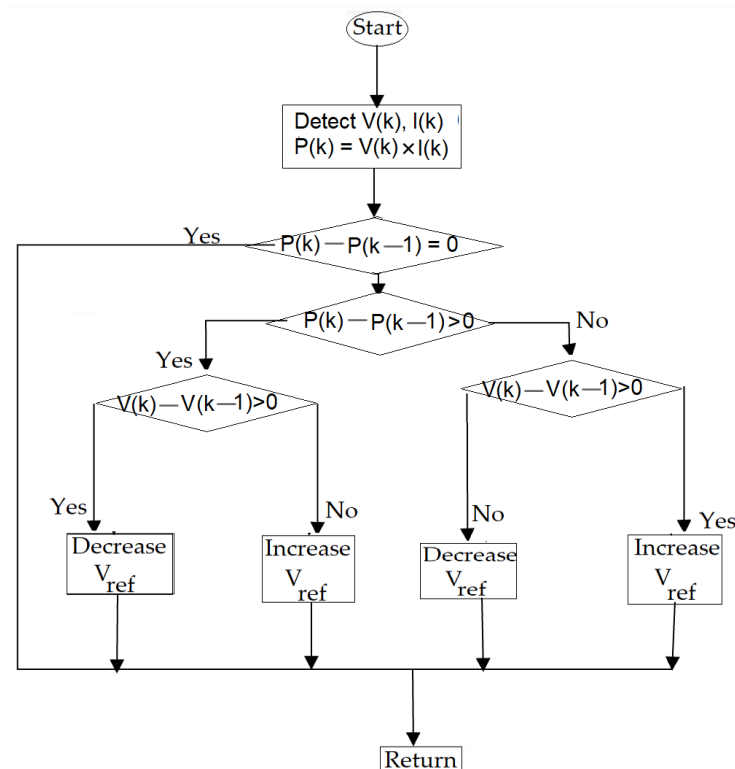 Start
Detect V(k), I(k)
P(k) = V(k)×I(k)
Yes
P(k)—P(k—1) = 0
P(k)—P(k—1)>0
No
Yes
V(k)—V(k—1)>0
V(k)—V(k—1)>0
Yes
No
No
Yes
Decrease
Vref
Increase
Vref
Decrease
Vref
Increase
Vref
Return